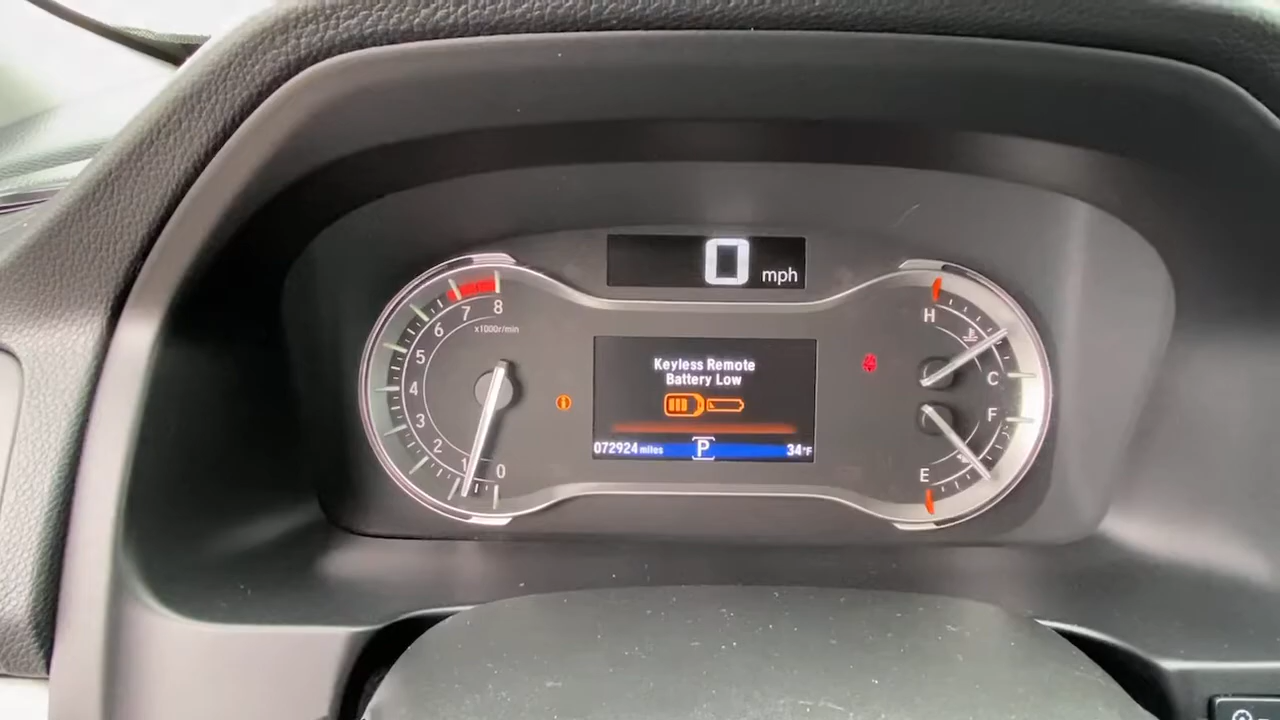 0 mph
8
7
6
x1000r/min
5
4
3
2
1
0
Keyless Remote
Battery Low
072924 miles P 34°F
H
C
F
E